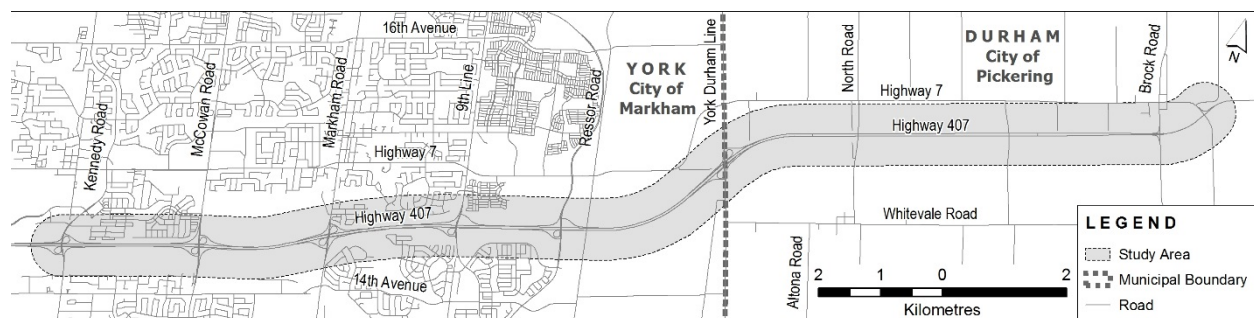 16th Avenue
Kennedy Road
McCowan Road
Markham Road
9th Line
Ressor Road
YORK
City of
Markham
York Durham Line
North Road
DURHAM
City of
Pickering
Brock Road
N
Highway 7
Highway 407
Highway 7
Highway 407
14th Avenue
Whitevale Road
Altona Road
LEGEND
Study Area
Municipal Boundary
Road
2 1 0 2
Kilometres